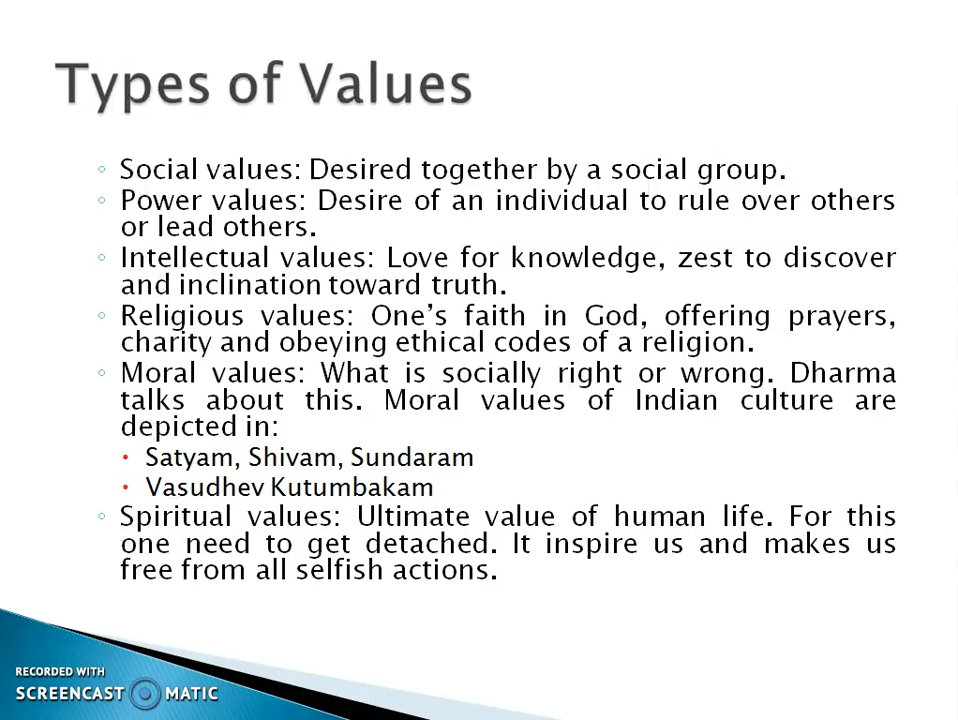 Types of Values
◦ Social values: Desired together by a social group.
◦ Power values: Desire of an individual to rule over others
or lead others.
◦ Intellectual values: Love for knowledge, zest to discover
and inclination toward truth.
◦ Religious values: One's faith in God, offering prayers,
charity and obeying ethical codes of a religion.
◦ Moral values: What is socially right or wrong. Dharma
talks about this. Moral values of Indian culture are
depicted in:
• Satyam, Shivam, Sundaram
• Vasudhev Kutumbakam
◦ Spiritual values: Ultimate value of human life. For this
one need to get detached. It inspire us and makes us
free from all selfish actions.
RECORDED WITH
SCREENCAST MATIC